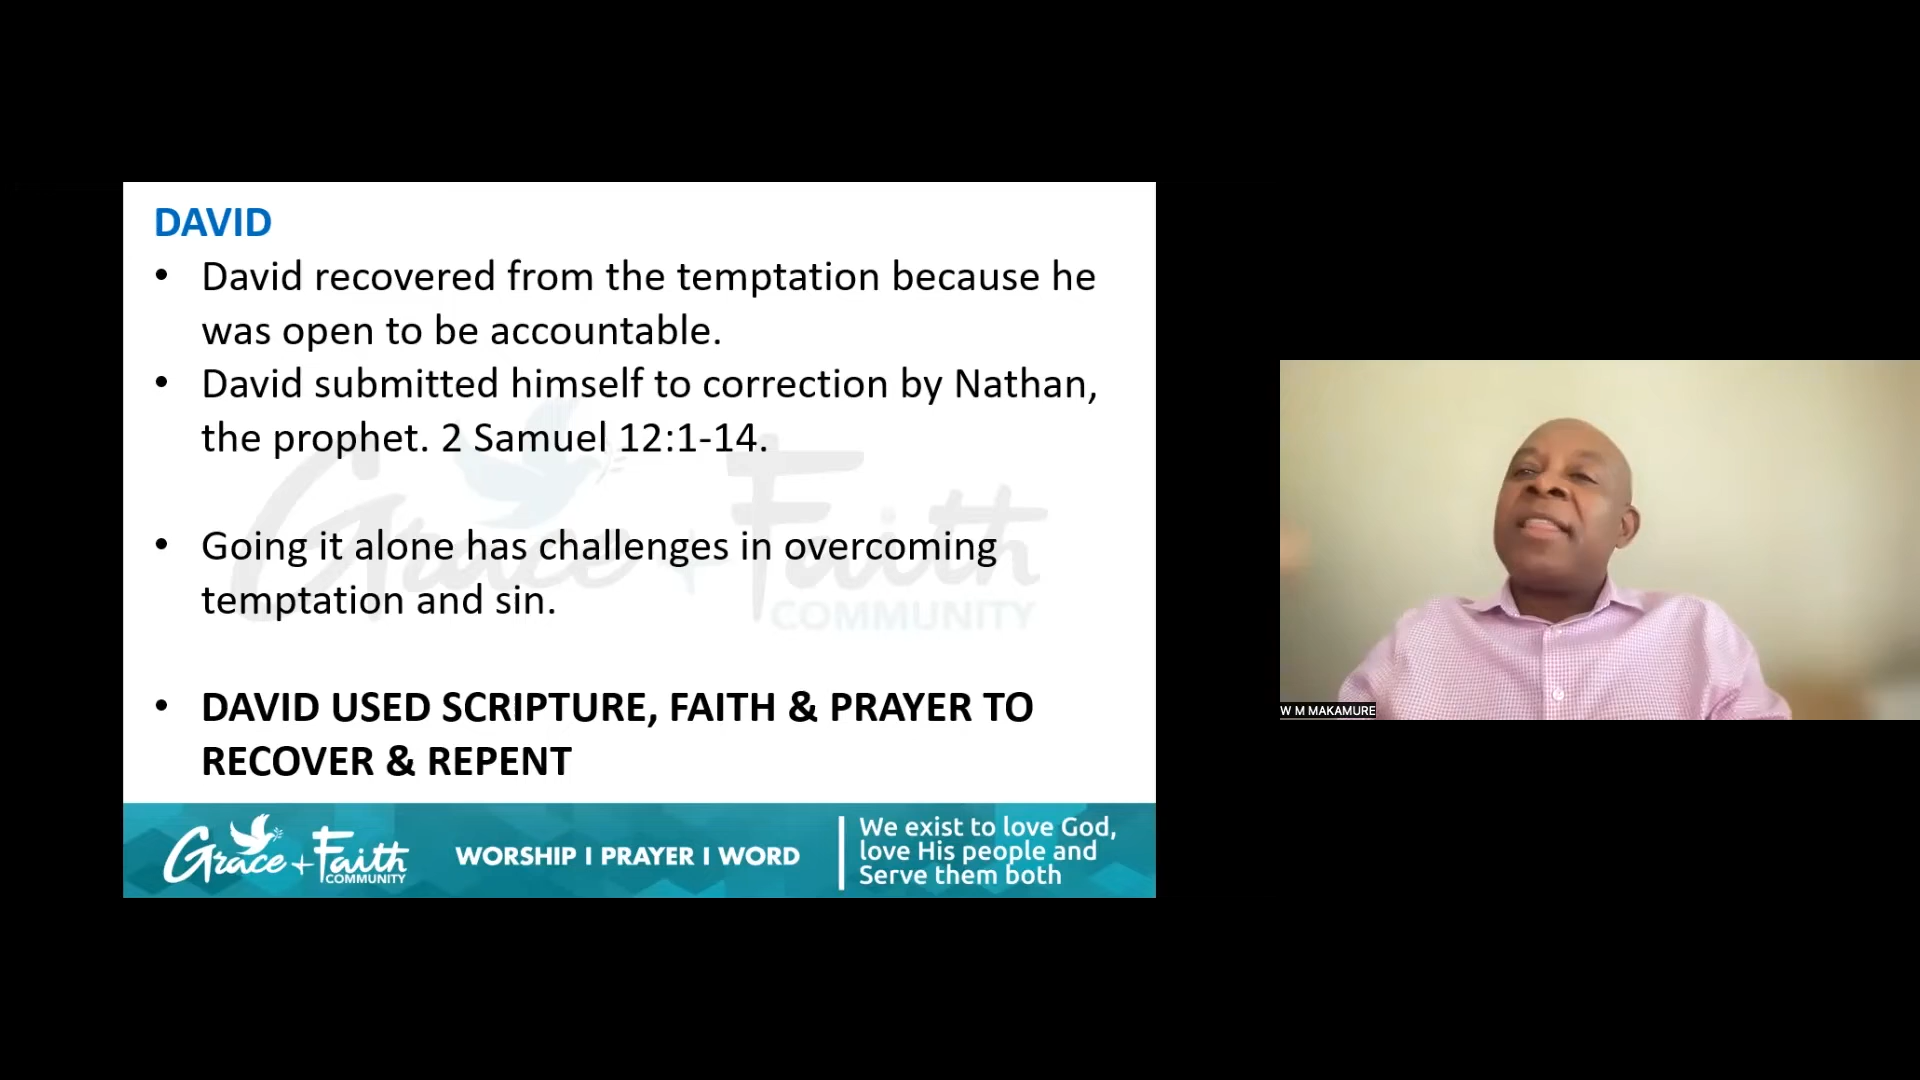 DAVID
• David recovered from the temptation because he
was open to be accountable.
• David submitted himself to correction by Nathan,
the prophet. 2 Samuel 12:1-14.
• Going it alone has challenges in overcoming
temptation and sin.
• DAVID USED SCRIPTURE, FAITH & PRAYER TO
RECOVER & REPENT
Grace + Faith
COMMUNITY
Grace + Faith
COMMUNITY
WORSHIP | PRAYER | WORD
We exist to love God,
love His people and
Serve them both
W M MAKAMURE